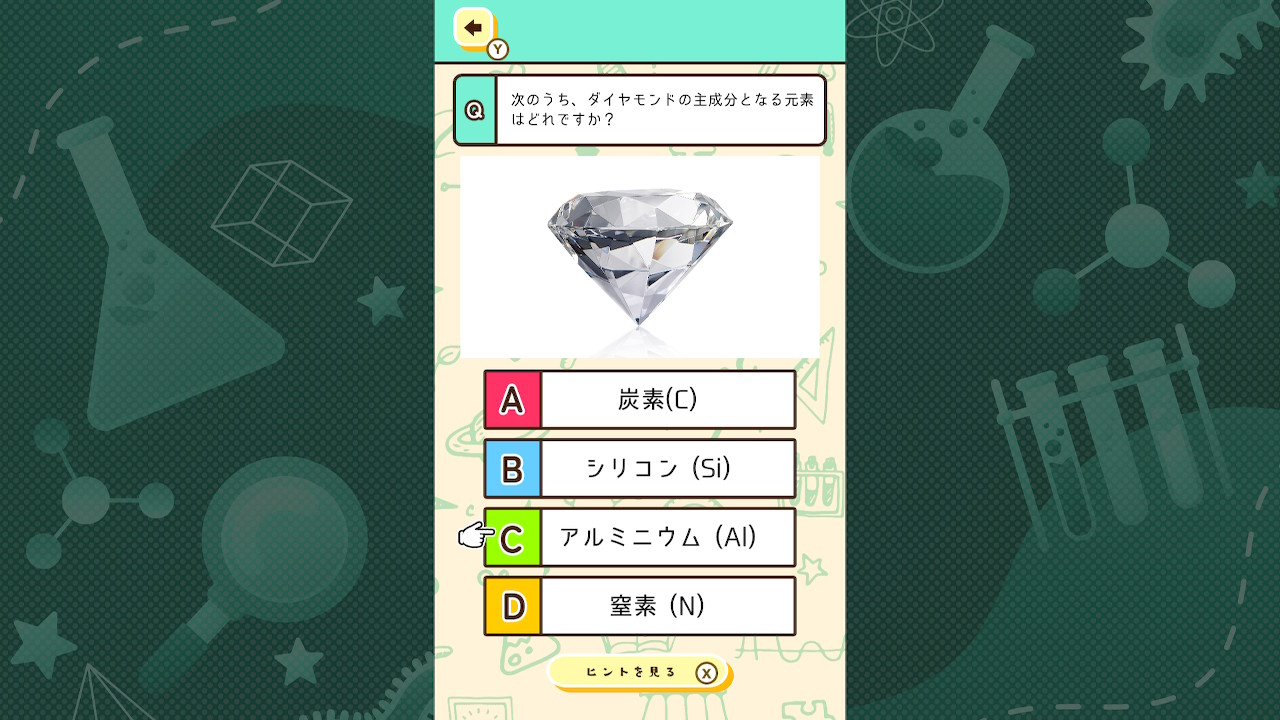 Y
Q
次のうち、ダイヤモンドの主成分となる元素
はどれですか？
A 炭素(C)
B シリコン (Si)
C アルミニウム (Al)
D 窒素 (N)
ヒントを見る X